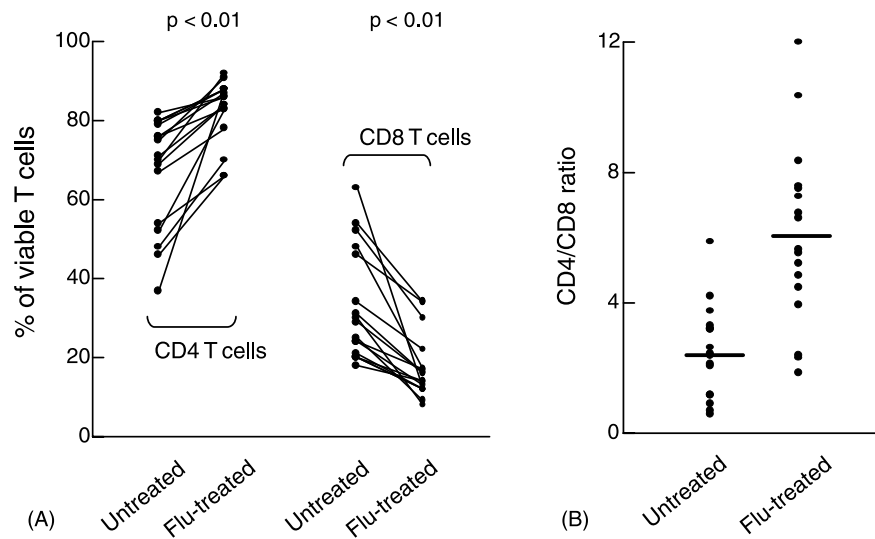 p < 0.01
p < 0.01
% of viable T cells
100
80
60
40
20
0
CD4 T cells
CD8 T cells
Untreated
Flu-treated
Untreated
Flu-treated
(A)
CD4/CD8 ratio
12
8
4
0
Untreated
Flu-treated
(B)